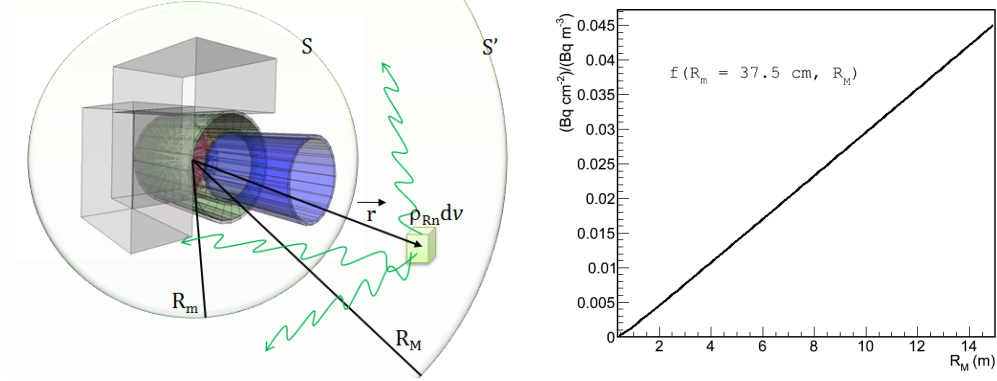 S
S’
r
ρRndv
Rm
RM
(Bq cm-2)/(Bq m-3)
0.045
0.04
0.035
0.03
0.025
0.02
0.015
0.01
0.005
0
f(Rm = 37.5 cm, RM)
2 4 6 8 10 12 14
RM (m)